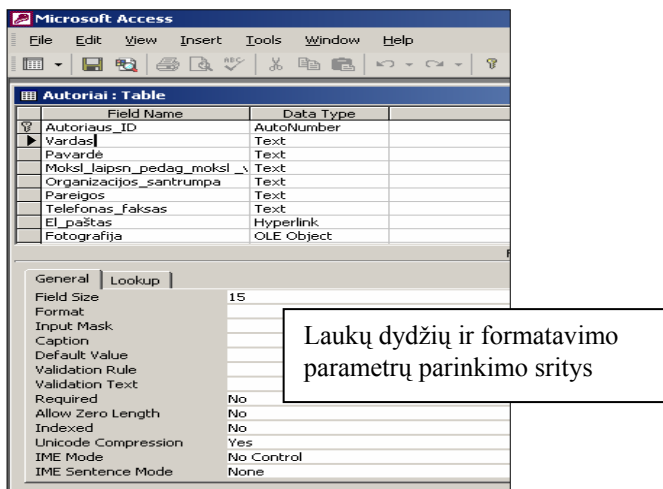 Microsoft Access
File Edit View Insert Tools Window Help
Autoriai : Table
Field Name Data Type
Autoriaus_ID AutoNumber
Vardas Text
Pavardė Text
Moksl_laipsn_pedag_moksl_ Text
Organizacijos_santrumpa Text
Pareigos Text
Telefonas_faksas Text
El_paštas Hyperlink
Fotografija OLE Object
General Lookup
Field Size 15
Format
Input Mask
Caption
Default Value
Validation Rule
Validation Text
Required No
Allow Zero Length No
Indexed No
Unicode Compression Yes
IME Mode No Control
IME Sentence Mode None
Laukų dydžių ir formatavimo
parametrų parinkimo sritys